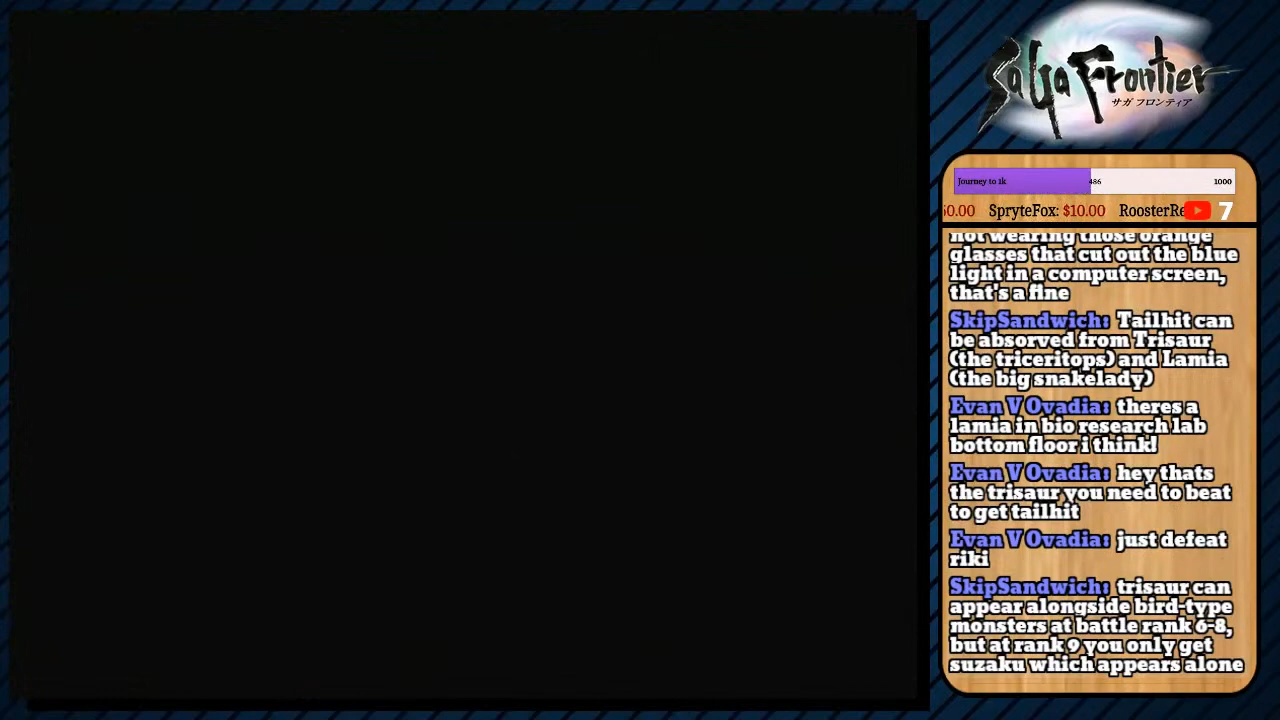 SaGa Frontier
サガ フロンティア
Journey to 1k 486 1000
60.00 SpryteFox: $10.00 RoosterRe 7
not wearing those orange
glasses that cut out the blue
light in a computer screen,
that's a fine
SkipSandwich: Tailhit can
be absorved from Trisaur
(the triceritops) and Lamia
(the big snakelady)
Evan V Ovadia: theres a
lamia in bio research lab
bottom floor i think!
Evan V Ovadia: hey thats
the trisaur you need to beat
to get tailhit
Evan V Ovadia: just defeat
riki
SkipSandwich: trisaur can
appear alongside bird-type
monsters at battle rank 6-8,
but at rank 9 you only get
suzaku which appears alone